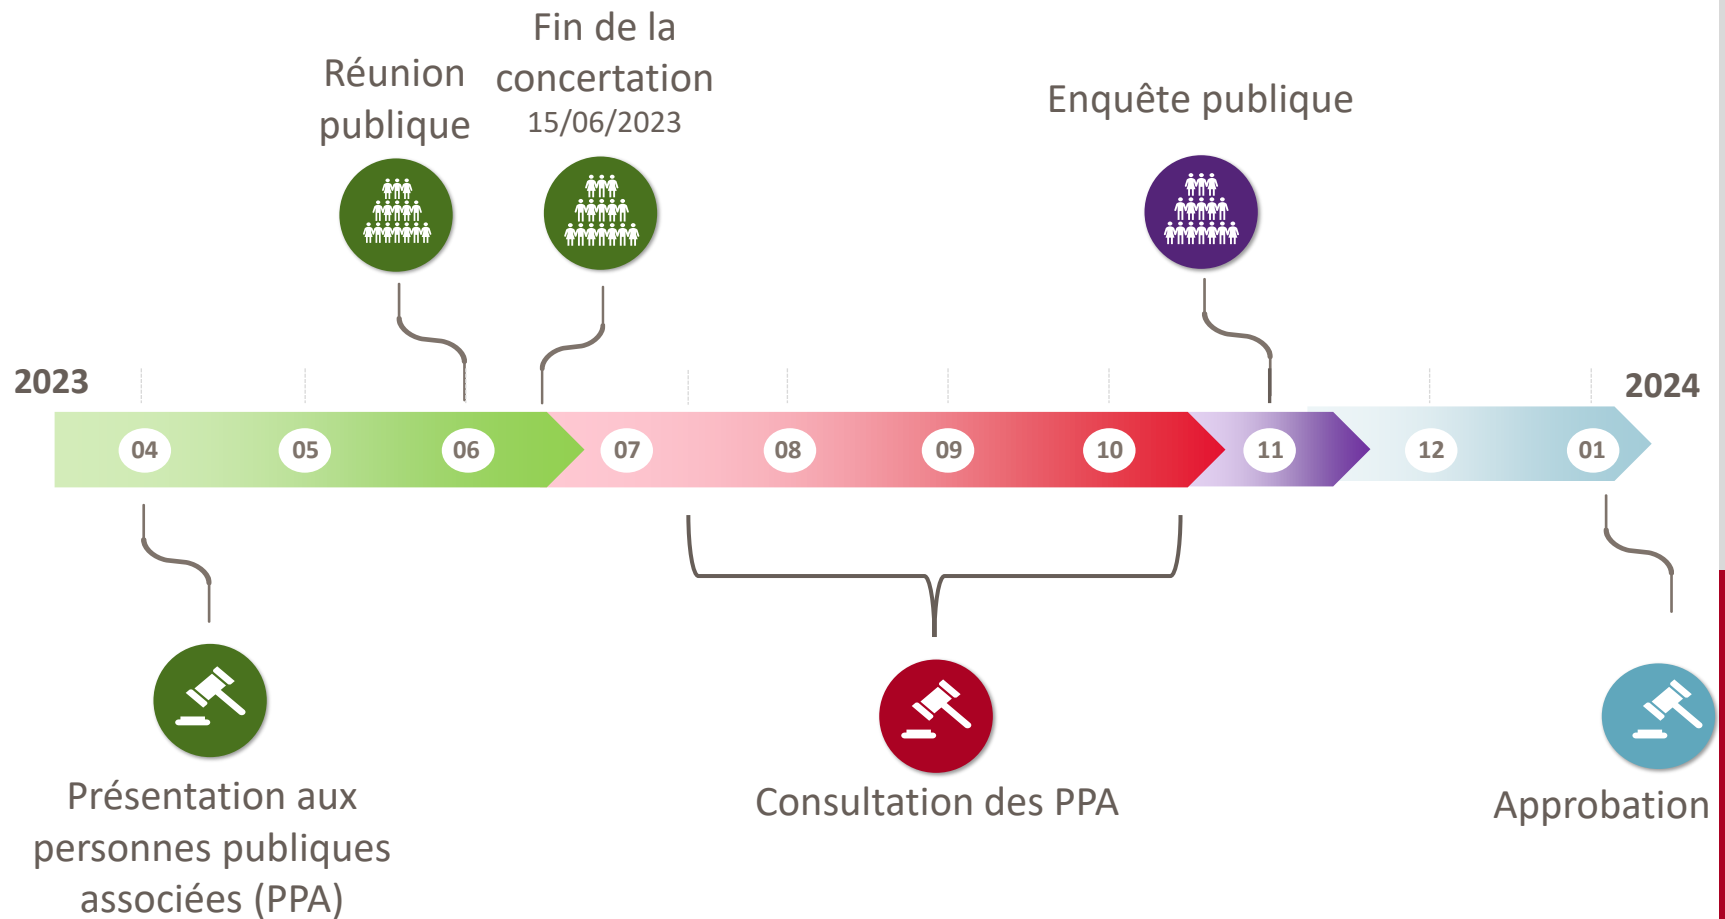 Fin de la
concertation
15/06/2023
Réunion
publique
Enquête publique
2023
2024
04
05
06
07
08
09
10
11
12
01
Présentation aux
personnes publiques
associées (PPA)
Consultation des PPA
Approbation